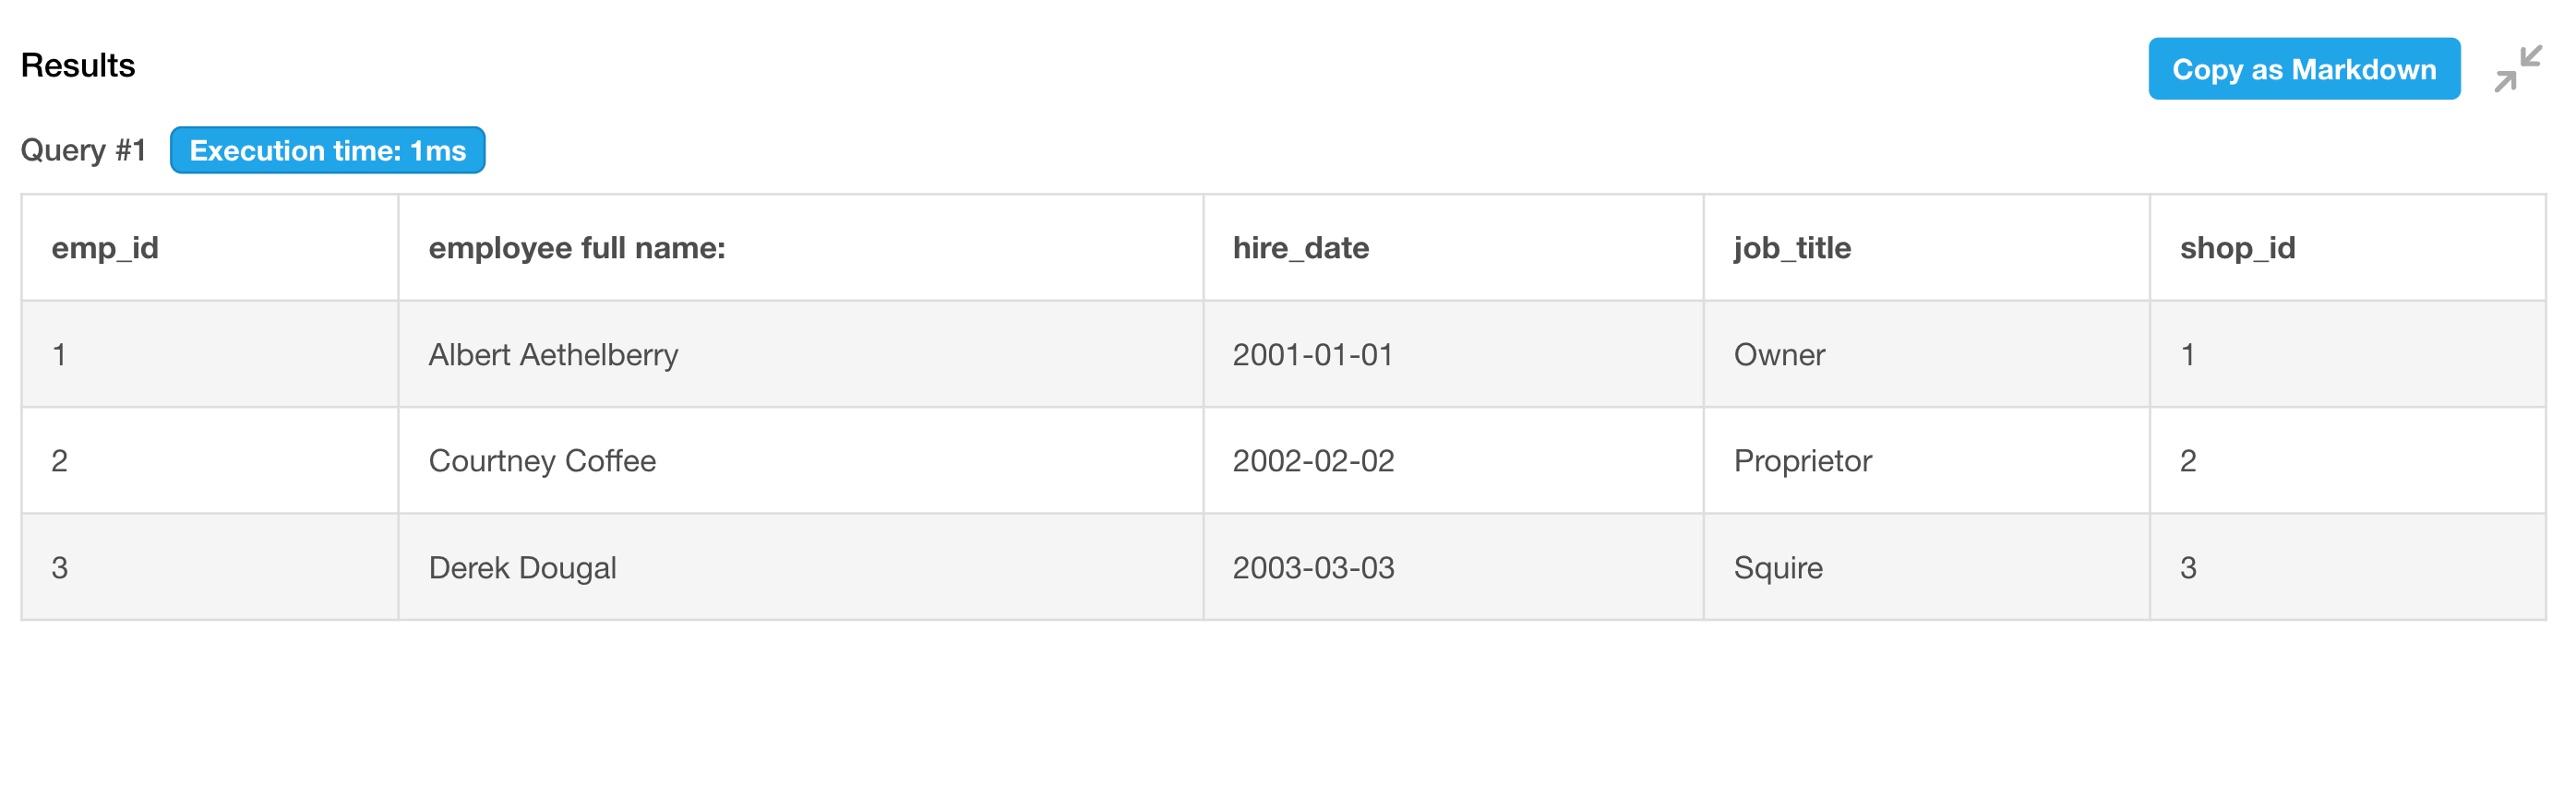 Results
Copy as Markdown
Query #1 Execution time: 1ms
emp_id employee full name: hire_date job_title shop_id
1 Albert Aethelberry 2001-01-01 Owner 1
2 Courtney Coffee 2002-02-02 Proprietor 2
3 Derek Dougal 2003-03-03 Squire 3